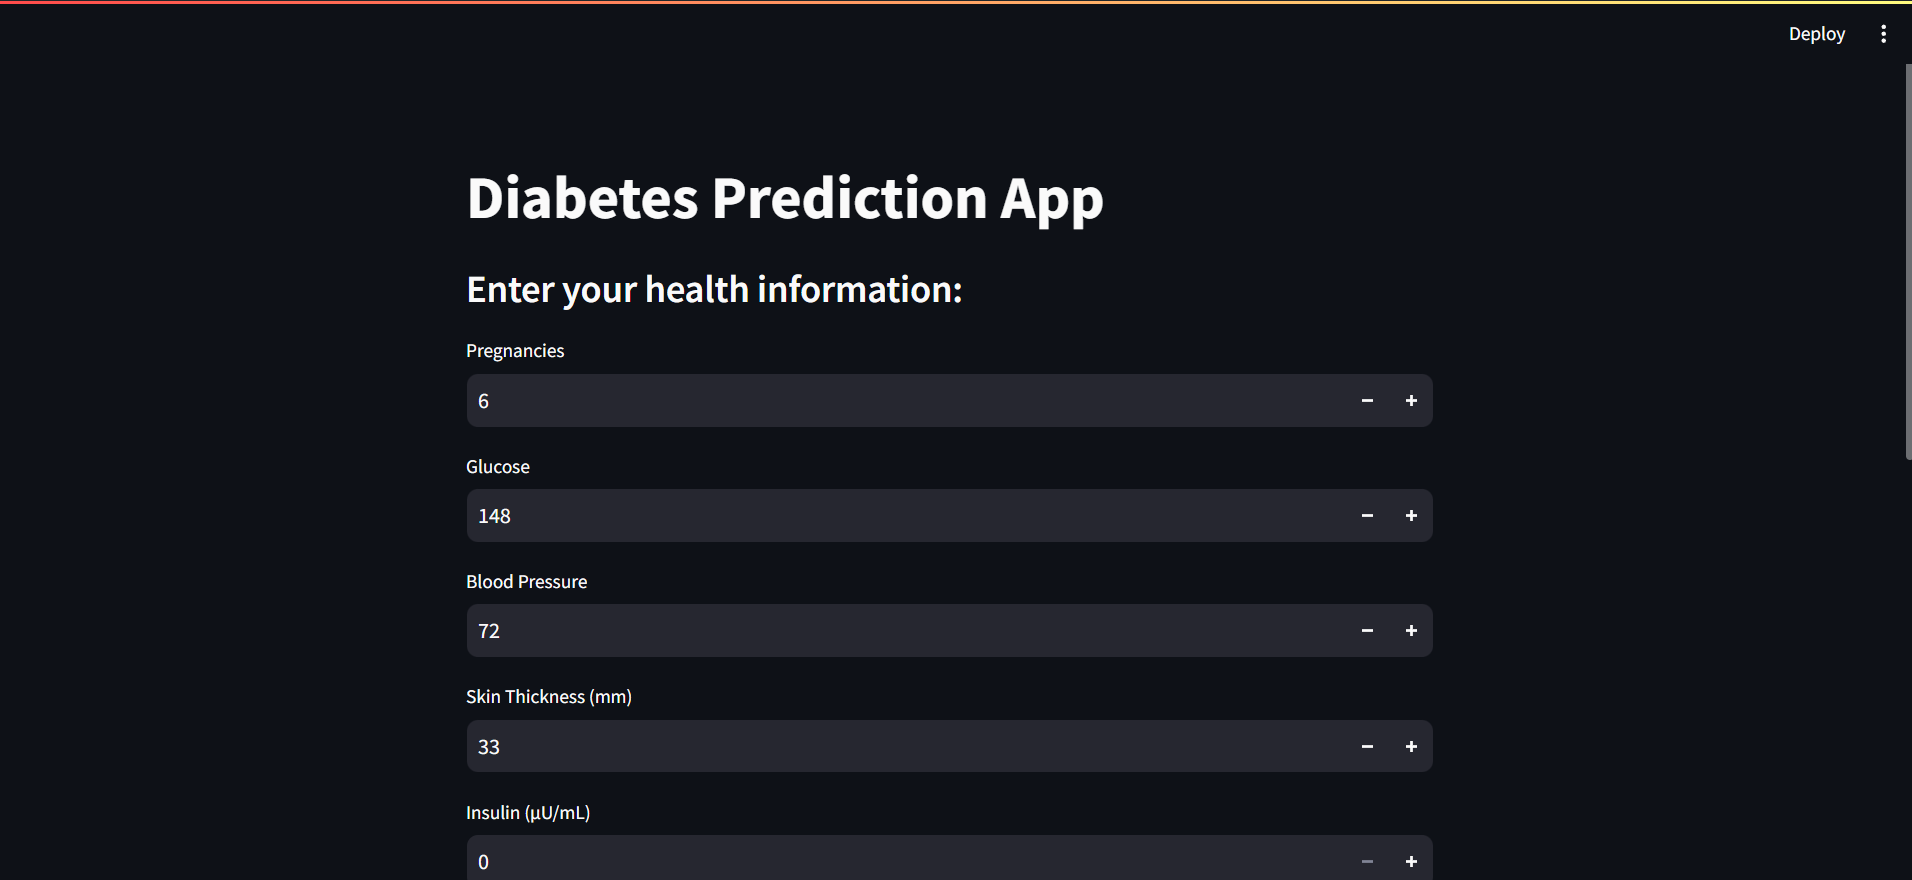 Deploy
Diabetes Prediction App
Enter your health information:
Pregnancies
6
Glucose
148
Blood Pressure
72
Skin Thickness (mm)
33
Insulin (μU/mL)
0